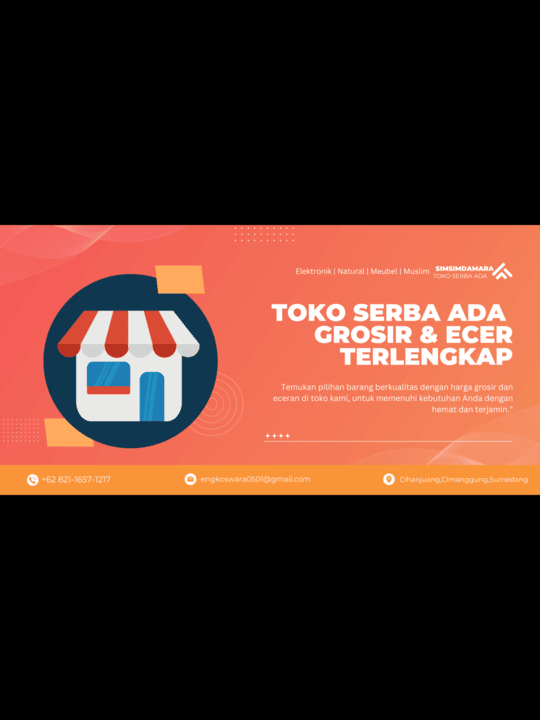 Elektronik | Natural | Meubel | Muslim
SIMSIMDAMARA
TOKO SERBA ADA
TOKO SERBA ADA
GROSIR & ECER
TERLENGKAP
Temukan pilihan barang berkualitas dengan harga grosir dan
eceran di toko kami, untuk memenuhi kebutuhan Anda dengan
hemat dan terjamin."
+62 821-1657-1217
engkoswara0501@gmail.com
Cihanjuang,Cimanggung,Sumedang